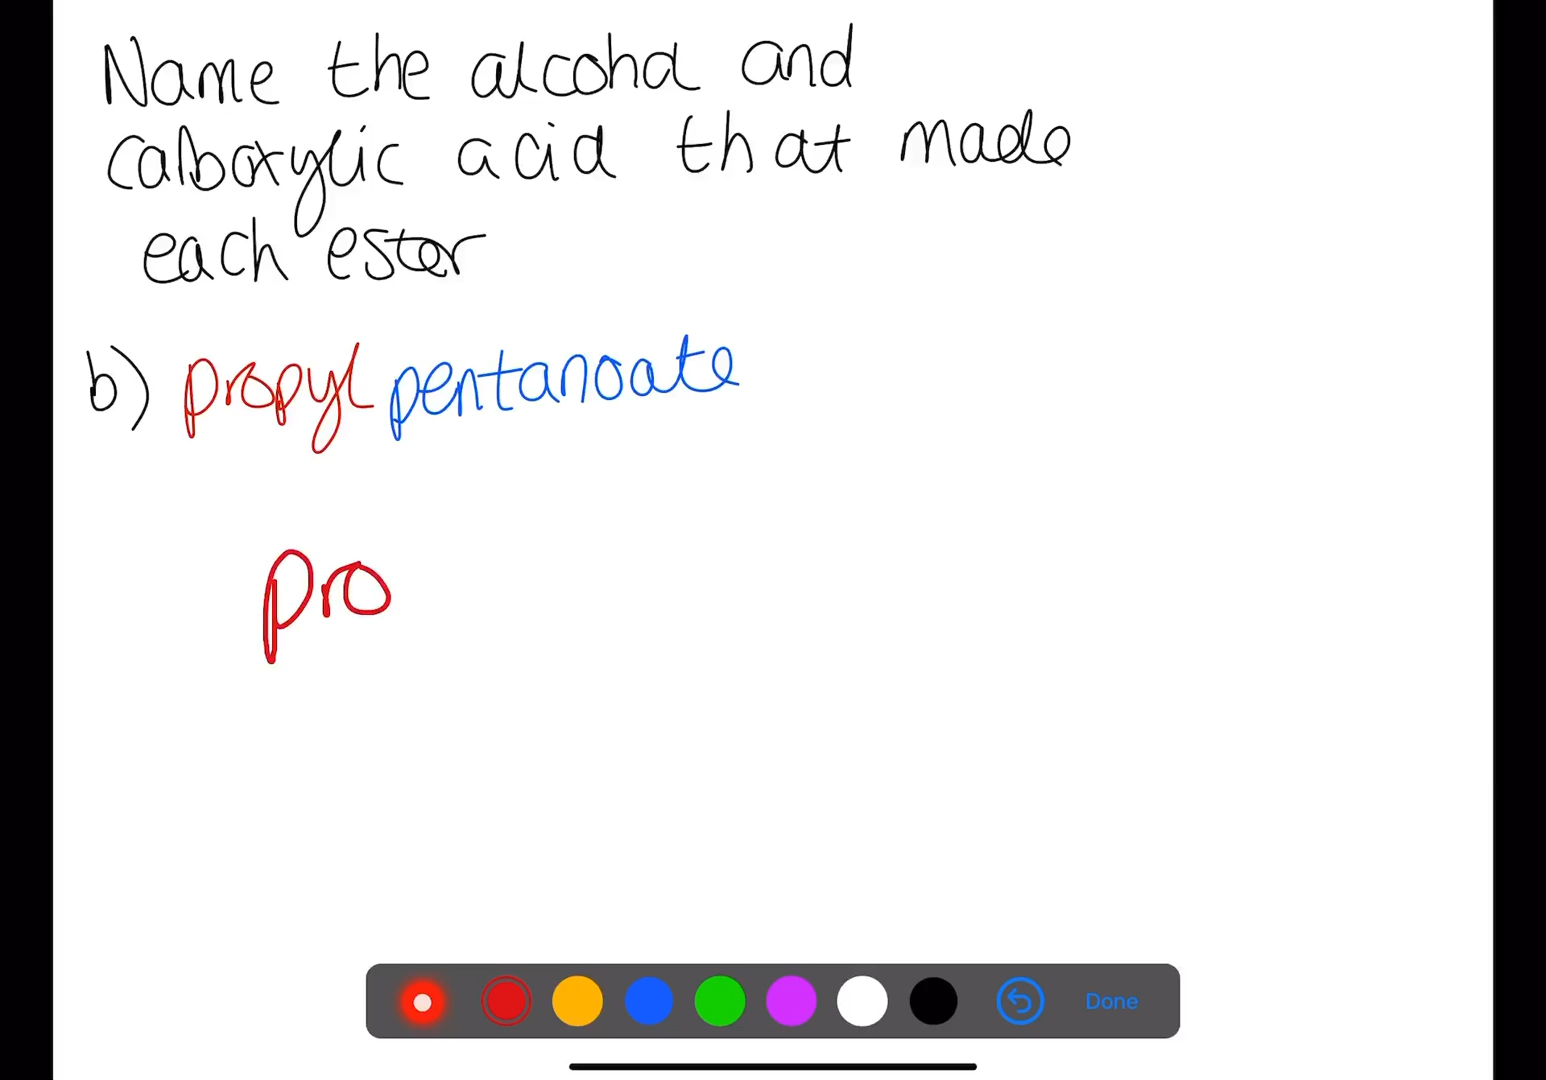 Name the alcohol and
carboxylic acid that made
each ester
b) propyl pentanoate
pro
Done